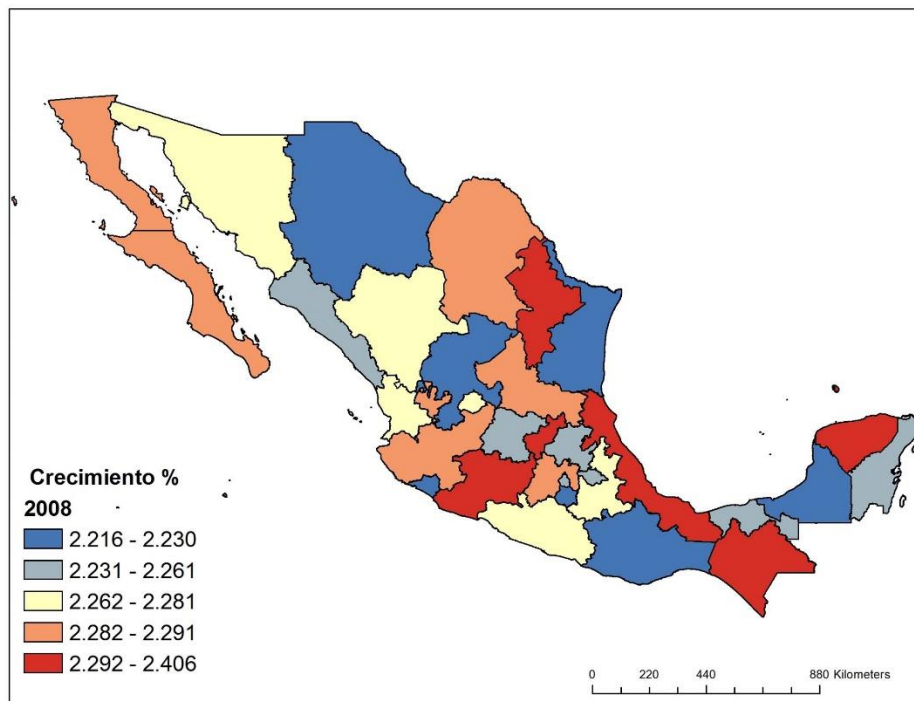 Crecimiento %
2008
2.216 - 2.230
2.231 - 2.261
2.262 - 2.281
2.282 - 2.291
2.292 - 2.406
0 220 440 880 Kilometers